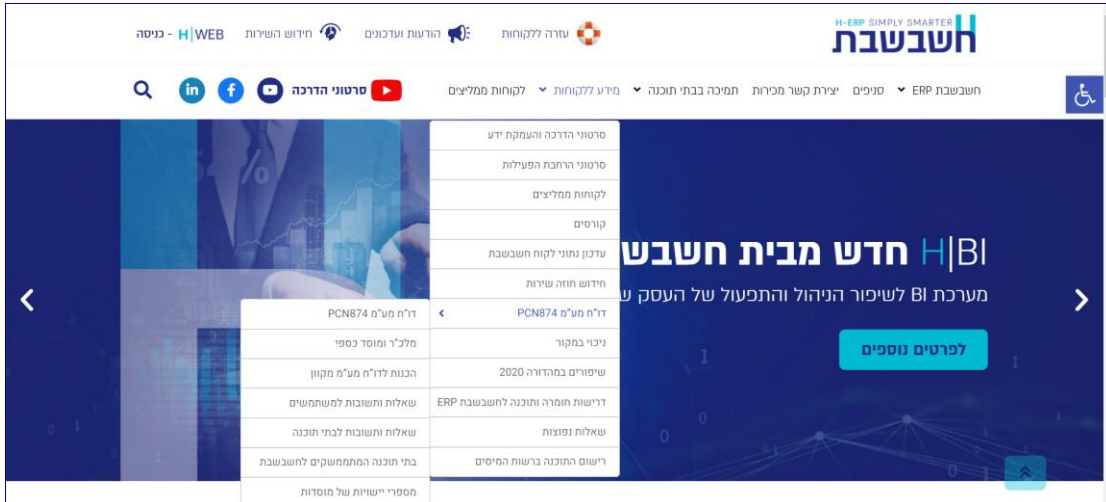 H-ERP SIMPLY SMARTER
חשבשבת
עזרה ללקוחות
הודעות ועדכונים
חידוש השירות
H|WEB - כניסה
חשבשבת ERP
סניפים
יצירת קשר מכירות
תמיכה בבתי תוכנה
מידע ללקוחות
לקוחות ממליצים
סרטוני הדרכה
סרטוני הדרכה והעמקת ידע
סרטוני הרחבת הפעילות
לקוחות ממליצים
קורסים
עדכון נתוני לקוח חשבשבת
חידוש חוזה שירות
דו"ח מע"מ PCN874
ניכוי במקור
שיפורים במהדורה 2020
דרישות חומרה ותוכנה לחשבשבת ERP
שאלות נפוצות
רישום התוכנה ברשות המיסים
דו"ח מע"מ PCN874
מלכ"ר ומוסד כספי
הכנות לדו"ח מע"מ מקוון
שאלות ותשובות למשתמשים
שאלות ותשובות לבתי תוכנה
בתי תוכנה המתממשקים לחשבשבת
מספרי יישויות של מוסדות
H|BI חדש מבית חשבש
מערכת BI לשיפור הניהול והתפעול של העסק ש
לפרטים נוספים